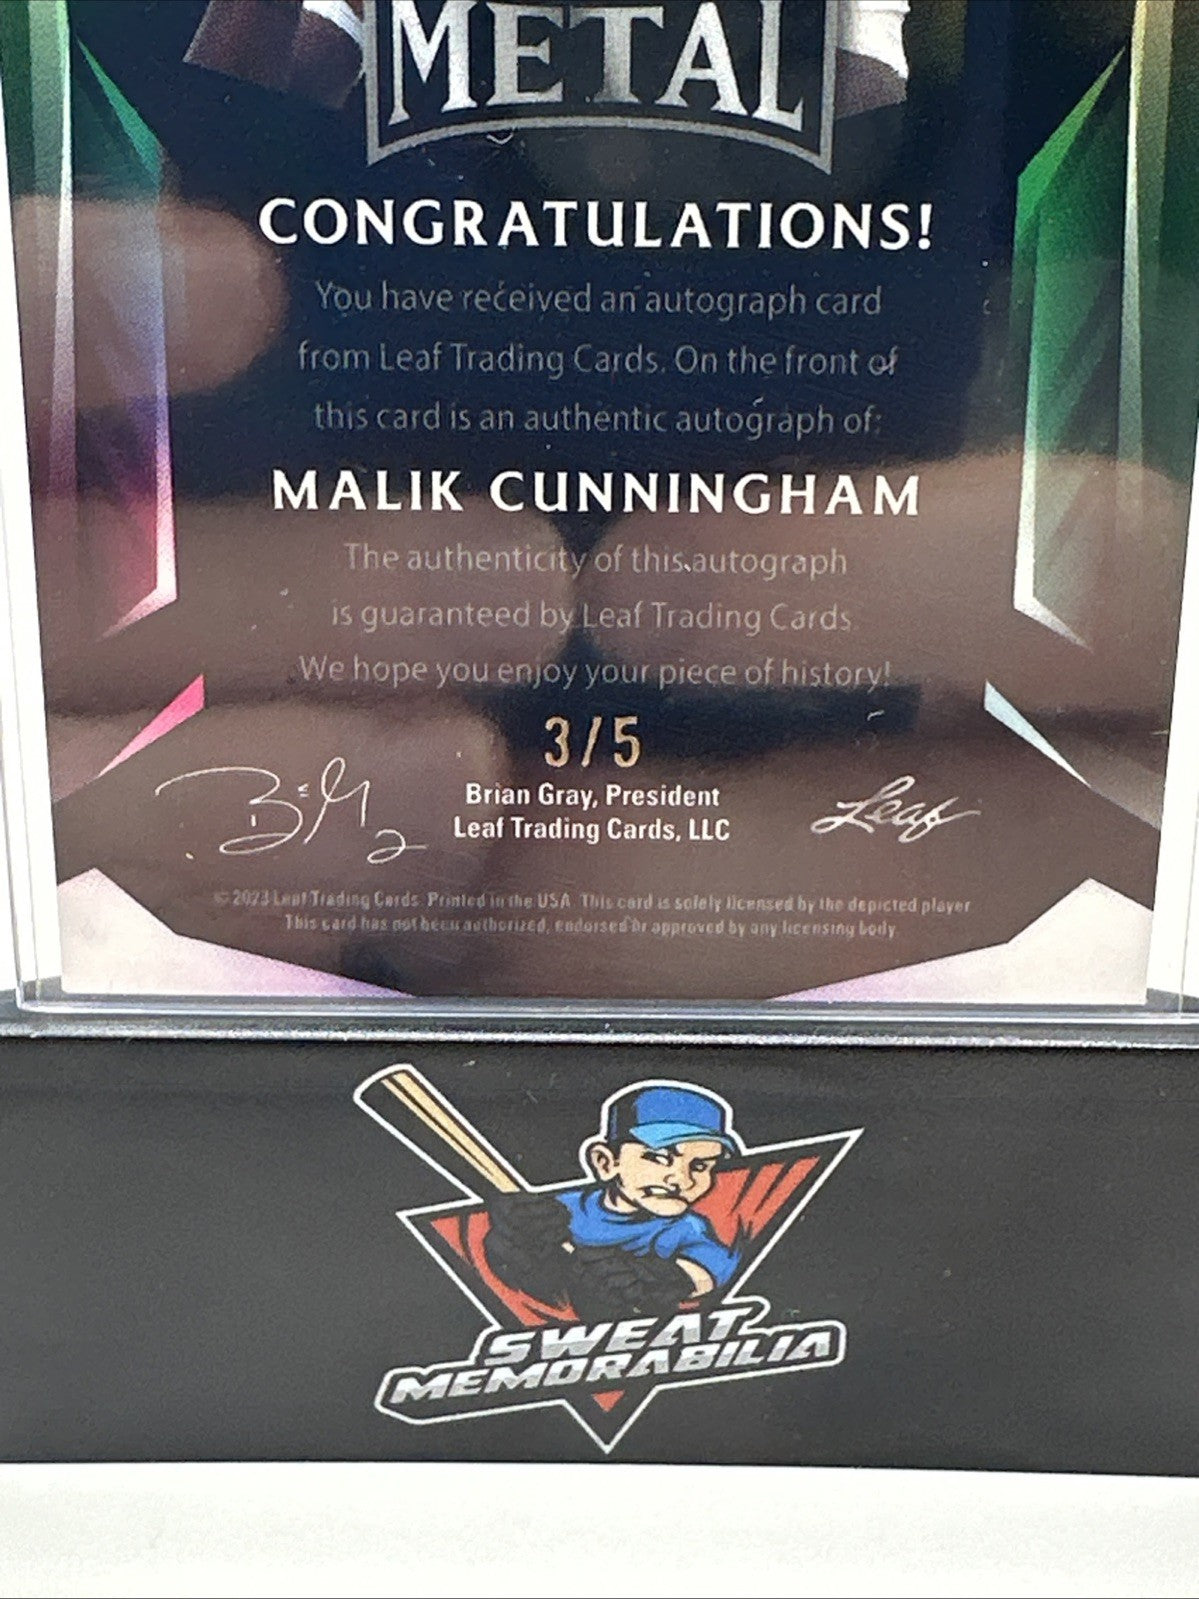 METAL
CONGRATULATIONS!
You have received an autograph card
from Leaf Trading Cards. On the front of
this card is an authentic autograph of:
MALIK CUNNINGHAM
The authenticity of this autograph
is guaranteed by Leaf Trading Cards.
We hope you enjoy your piece of history!
3/5
Brian Gray, President
Leaf Trading Cards, LLC
Leaf
© 2023 Leaf Trading Cards. Printed in the USA. This card is solely licensed by the depicted player
This card has not been authorized, endorsed or approved by any licensing body
SWEAT
MEMORABILIA